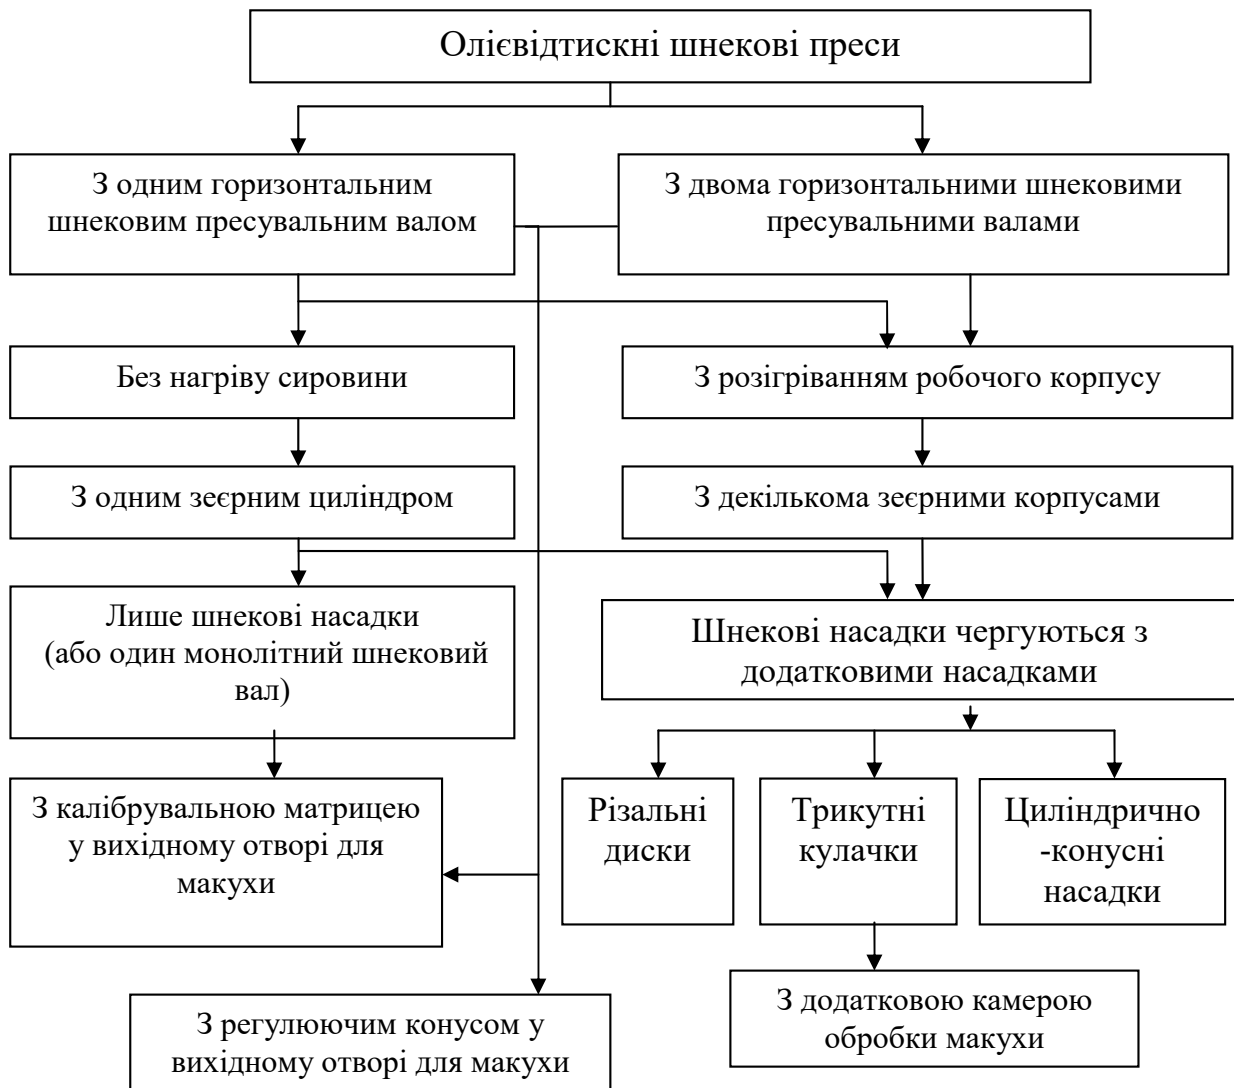 Олієвідтискні шнекові преси
З одним горизонтальним
шнековим пресувальним валом
З двома горизонтальними шнековими
пресувальними валами
Без нагріву сировини
З розігріванням робочого корпусу
З одним зеєрним циліндром
З декількома зеєрними корпусами
Лише шнекові насадки
(або один монолітний шнековий
вал)
Шнекові насадки чергуються з
додатковими насадками
З калібрувальною матрицею
у вихідному отворі для
макухи
Різальні
диски
Трикутні
кулачки
Циліндрично
-конусні
насадки
З регулюючим конусом у
вихідному отворі для макухи
З додатковою камерою
обробки макухи